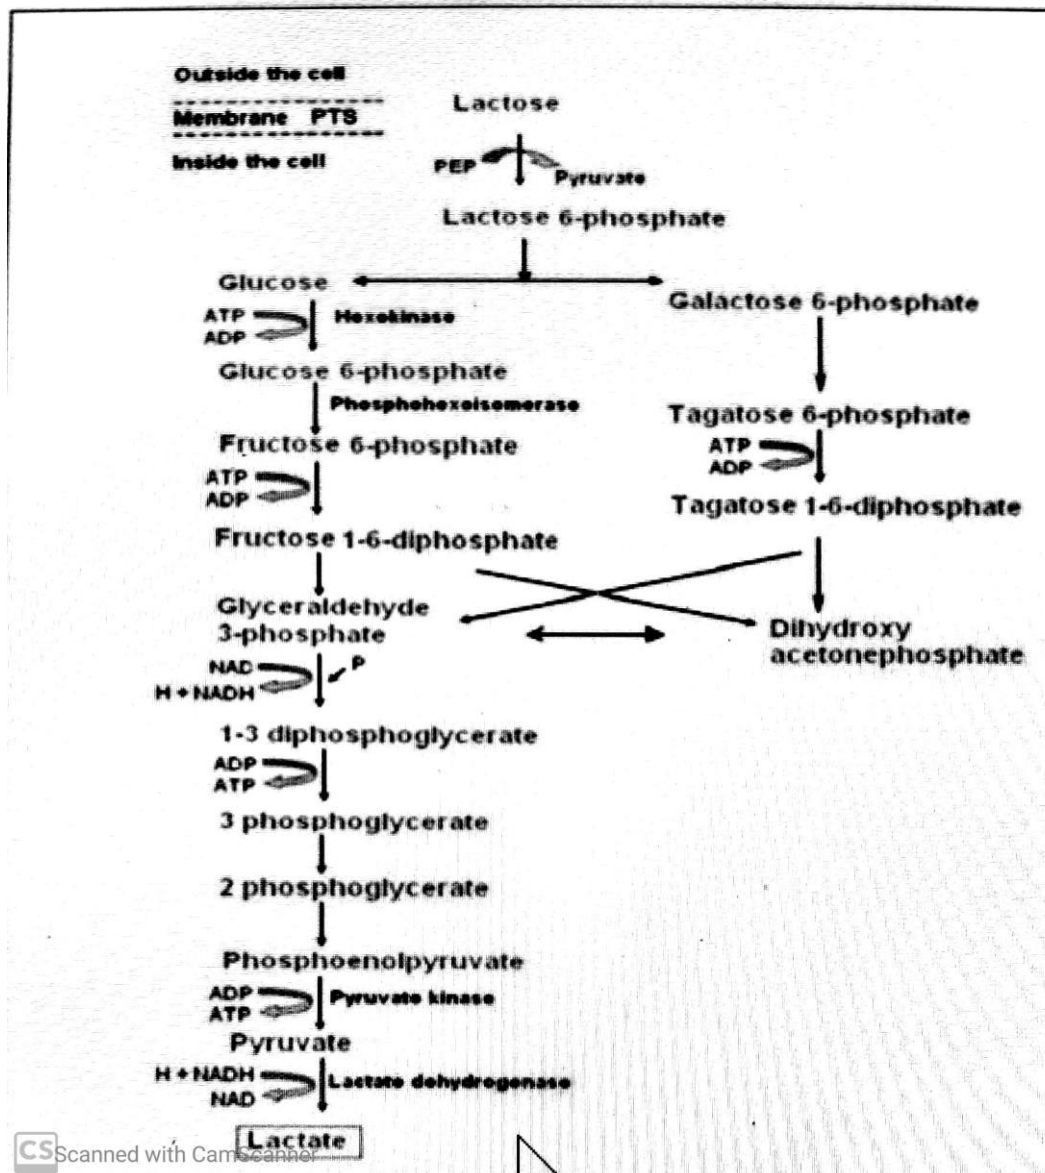 Outside the cell
Membrane PTS
Inside the cell
Lactose
PEP
Pyruvate
Lactose 6-phosphate
Glucose
Galactose 6-phosphate
ATP
ADP
Hexokinase
Glucose 6-phosphate
Phosphohexoisomerase
Tagatose 6-phosphate
Fructose 6-phosphate
ATP
ADP
ATP
ADP
Tagatose 1-6-diphosphate
Fructose 1-6-diphosphate
Glyceraldehyde
3-phosphate
Dihydroxy
acetonephosphate
NAD
H + NADH
P
1-3 diphosphoglycerate
ADP
ATP
3 phosphoglycerate
2 phosphoglycerate
Phosphoenolpyruvate
ADP
ATP
Pyruvate kinase
Pyruvate
H + NADH
NAD
Lactate dehydrogenase
Lactate
CS Scanned with CamScanner